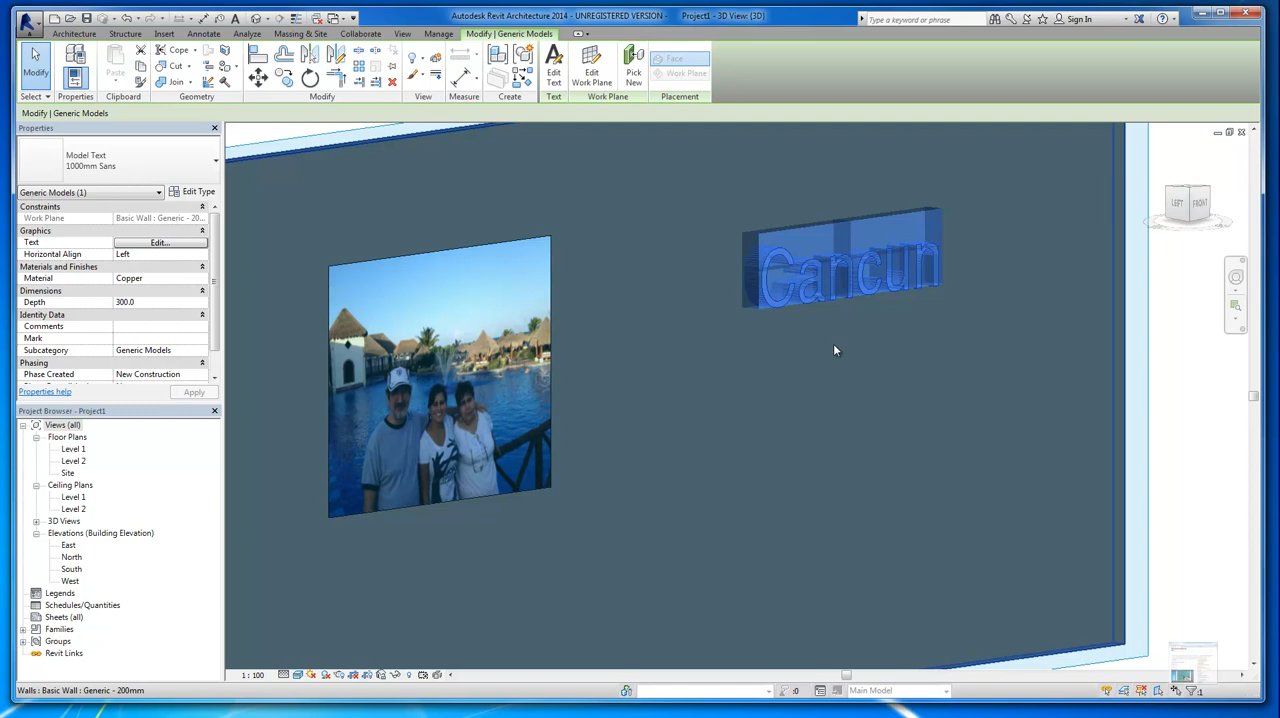 Autodesk Revit Architecture 2014 - UNREGISTERED VERSION - Project1 - 3D View: {3D}
Type a keyword or phrase
Sign In
Architecture Structure Insert Annotate Analyze Massing & Site Collaborate View Manage Modify | Generic Models
Modify
Paste
Cope
Cut
Join
Edit Text
Edit Work Plane
Pick New
Face
Work Plane
Select Properties Clipboard Geometry Modify View Measure Create Text Work Plane Placement
Modify | Generic Models
Properties
Model Text
1000mm Sans
Generic Models (1)
Edit Type
Constraints
Work Plane Basic Wall : Generic - 20...
Graphics
Text Edit...
Horizontal Align Left
Materials and Finishes
Material Copper
Dimensions
Depth 300.0
Identity Data
Comments
Mark
Subcategory Generic Models
Phasing
Phase Created New Construction
Properties help
Apply
Project Browser - Project1
Views (all)
Floor Plans
Level 1
Level 2
Site
Ceiling Plans
Level 1
Level 2
3D Views
Elevations (Building Elevation)
East
North
South
West
Legends
Schedules/Quantities
Sheets (all)
Families
Groups
Revit Links
Cancun
LEFT
FRONT
1 : 100
Walls : Basic Wall : Generic - 200mm
:0
Main Model
:1